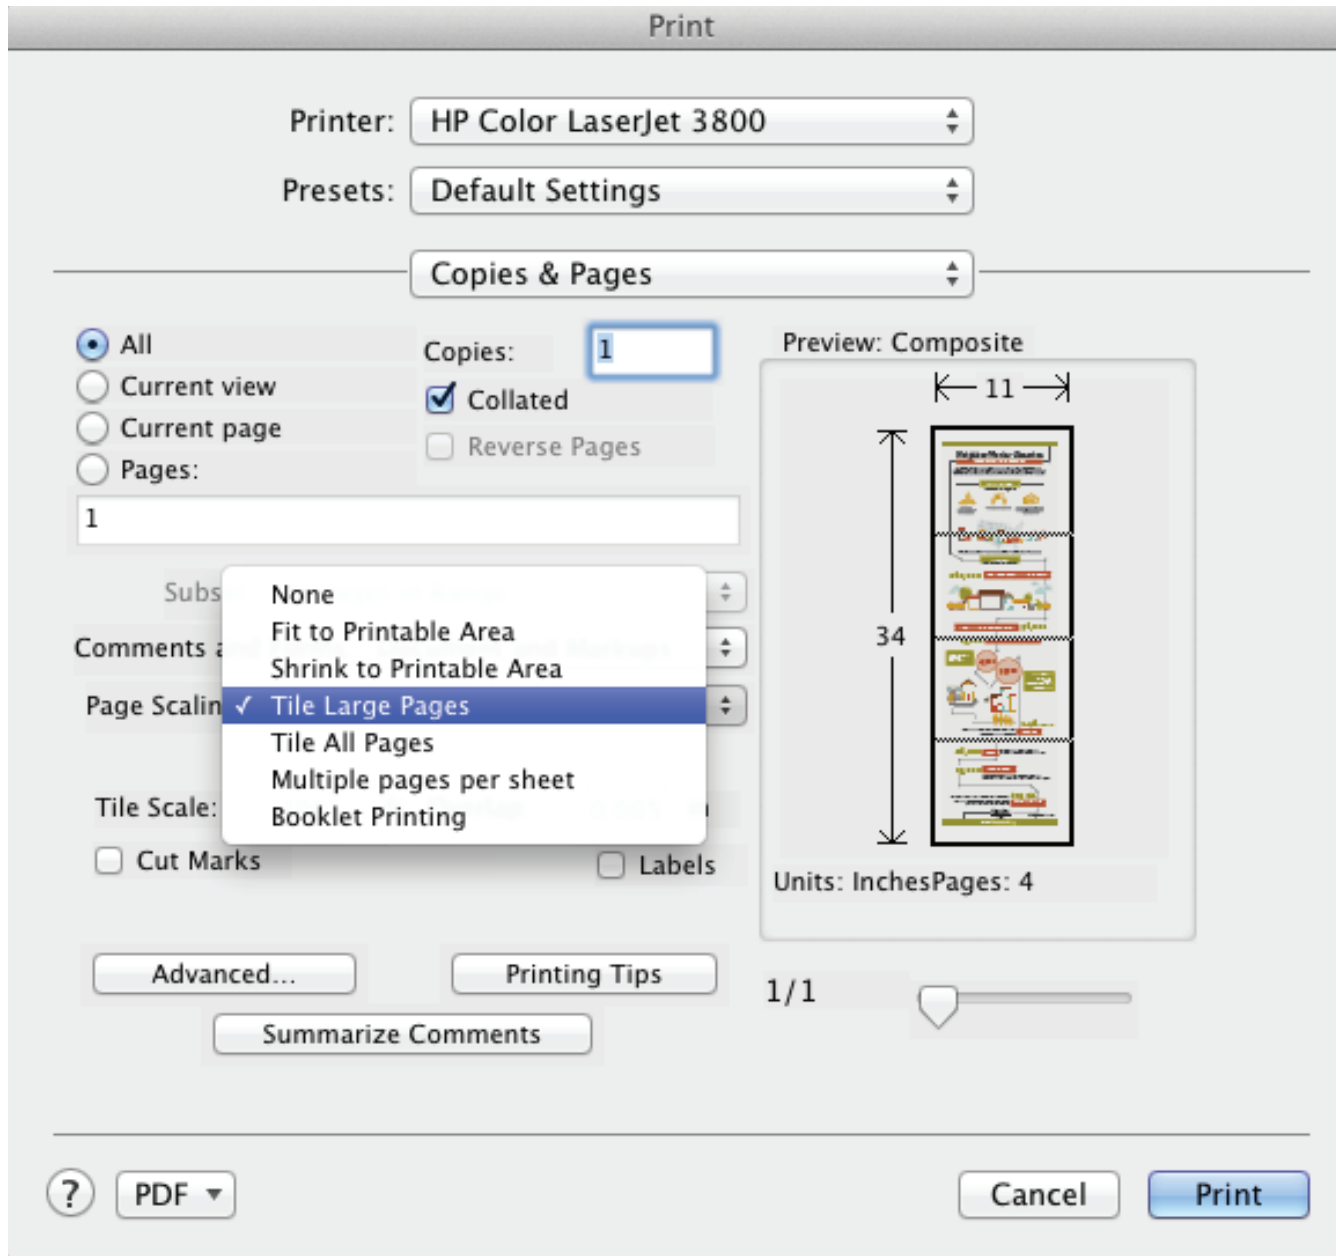 Print
Printer: HP Color LaserJet 3800
Presets: Default Settings
Copies & Pages
All
Current view
Current page
Pages:
1
Copies: 1
Collated
Reverse Pages
Subs
None
Fit to Printable Area
Comments a
Shrink to Printable Area
Page Scalin ✓ Tile Large Pages
Tile All Pages
Multiple pages per sheet
Tile Scale:
Booklet Printing
Cut Marks
Labels
Advanced...
Printing Tips
Summarize Comments
Preview: Composite
11
34
Units: InchesPages: 4
1/1
?
PDF
Cancel
Print